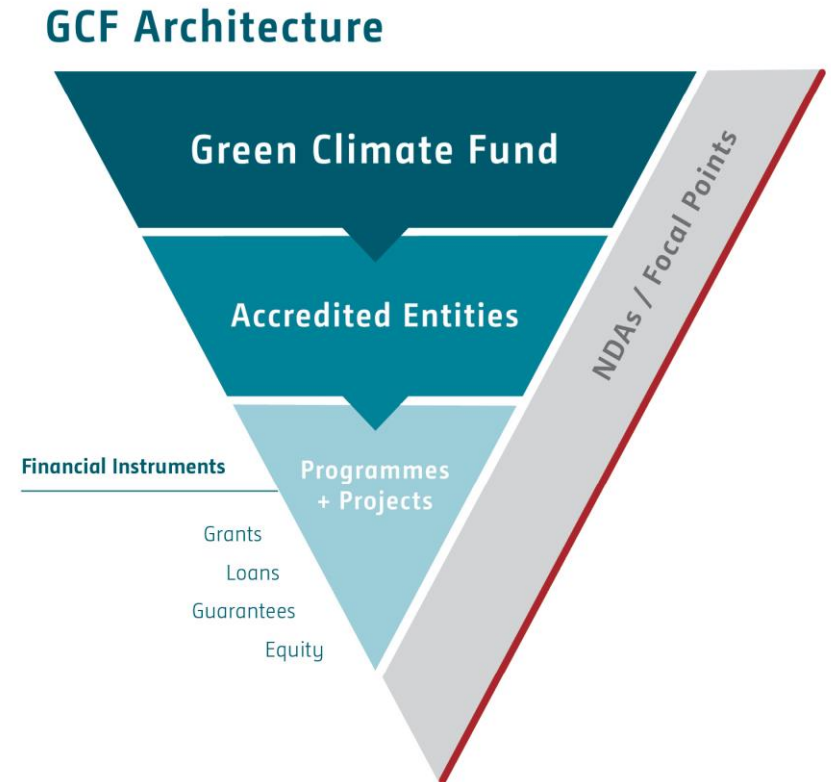 GCF Architecture
Green Climate Fund
NDAs / Focal Points
Accredited Entities
Financial Instruments
Programmes
+ Projects
Grants
Loans
Guarantees
Equity